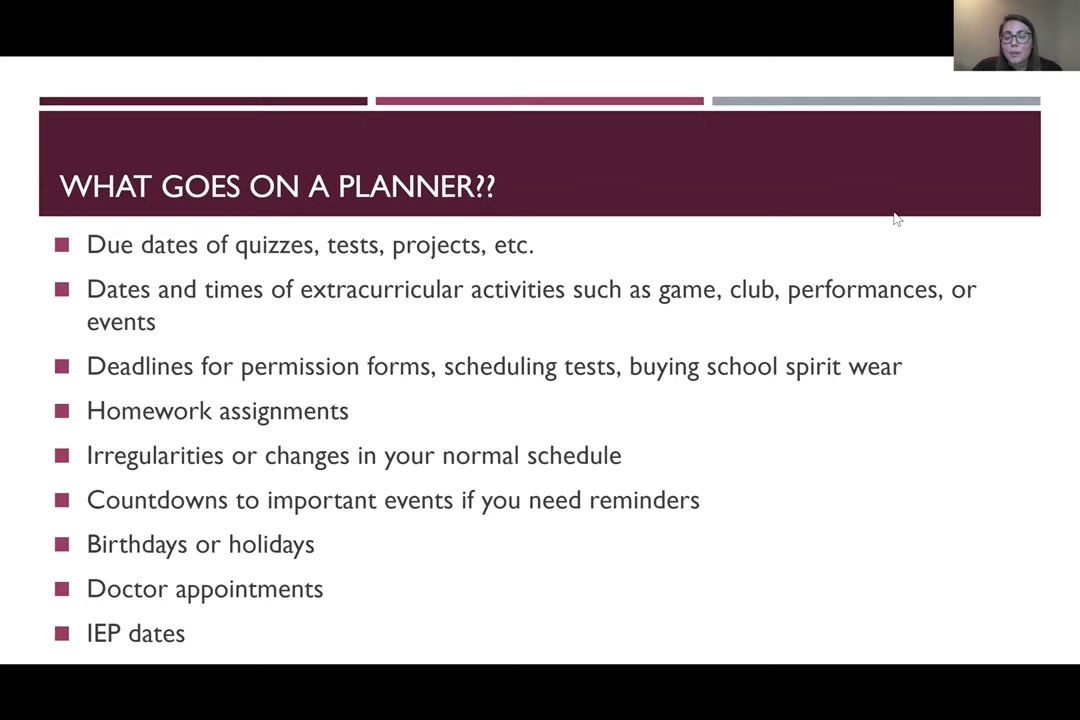 WHAT GOES ON A PLANNER??
Due dates of quizzes, tests, projects, etc.
Dates and times of extracurricular activities such as game, club, performances, or
events
Deadlines for permission forms, scheduling tests, buying school spirit wear
Homework assignments
Irregularities or changes in your normal schedule
Countdowns to important events if you need reminders
Birthdays or holidays
Doctor appointments
IEP dates